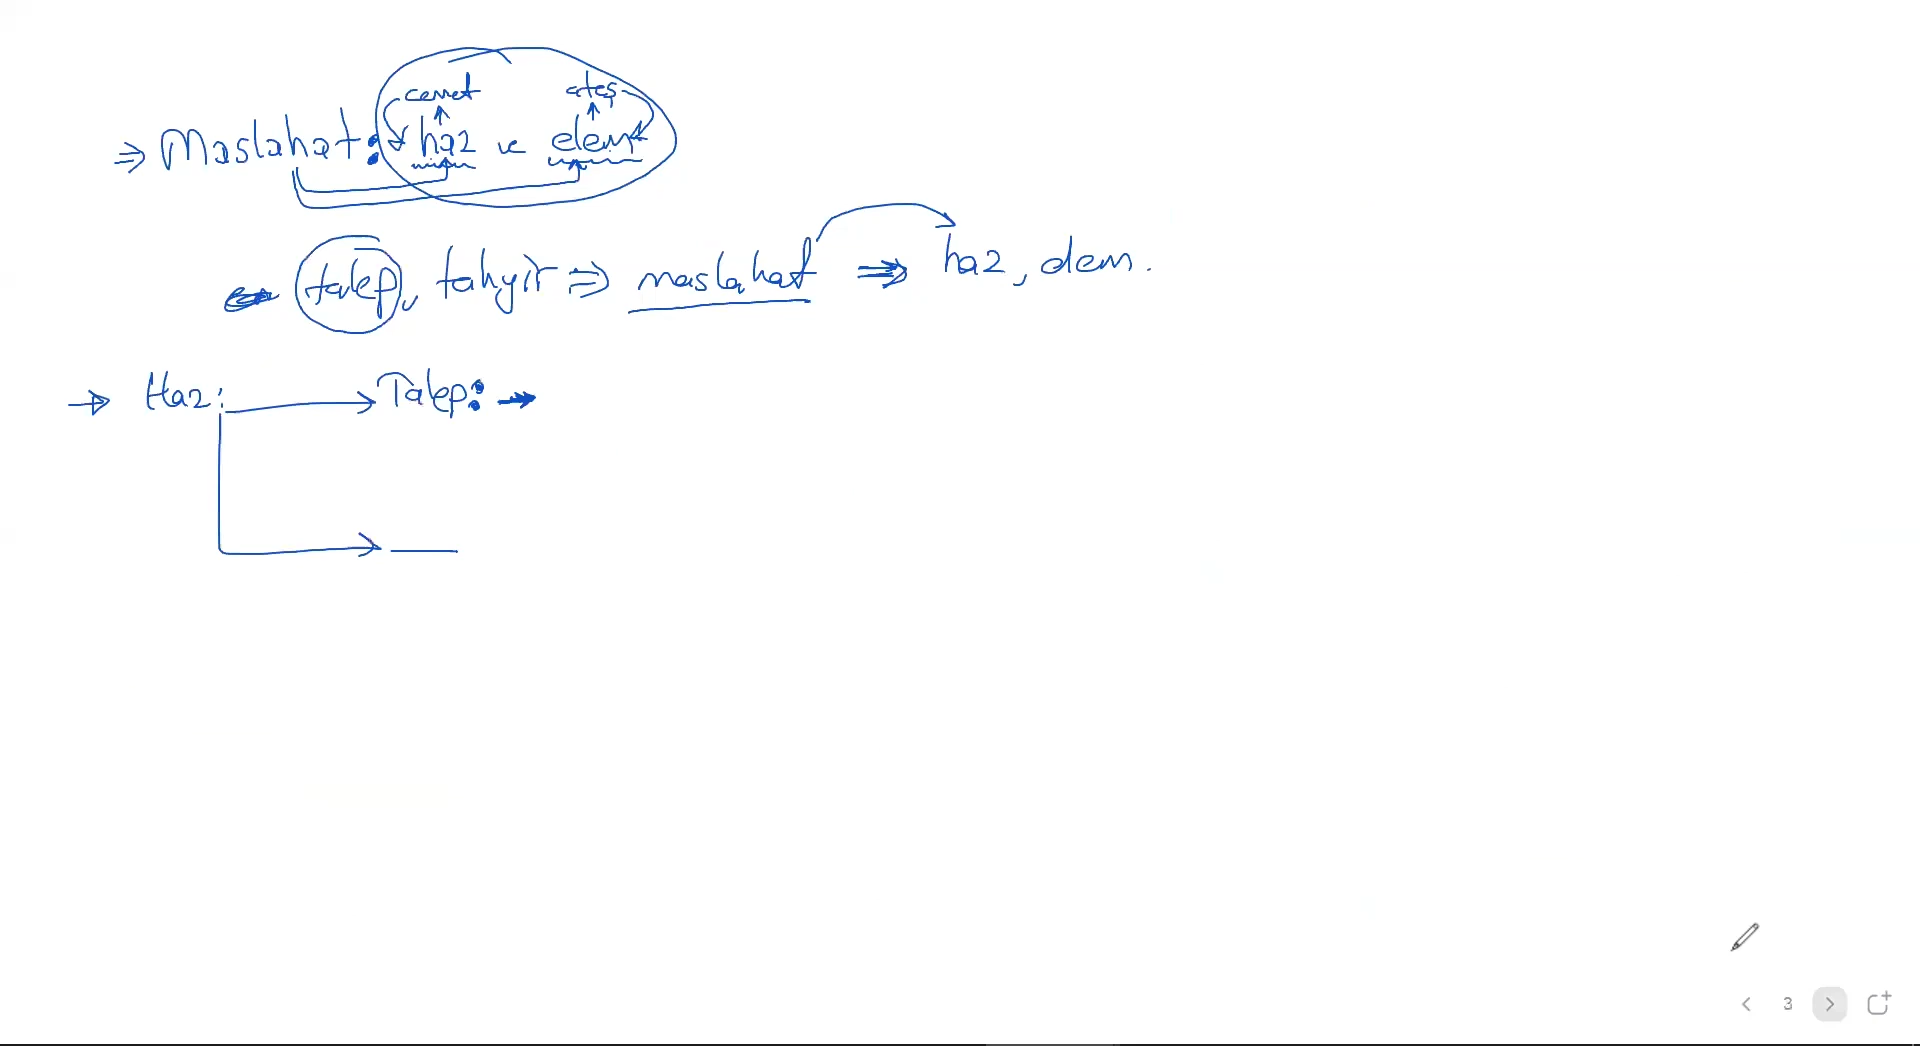 cennet ateş
⇒ Maslahat: haz ve elem
talep, tahyir ⇒ maslahat ⇒ haz, elem.
→ Haz: → Talep: →
3